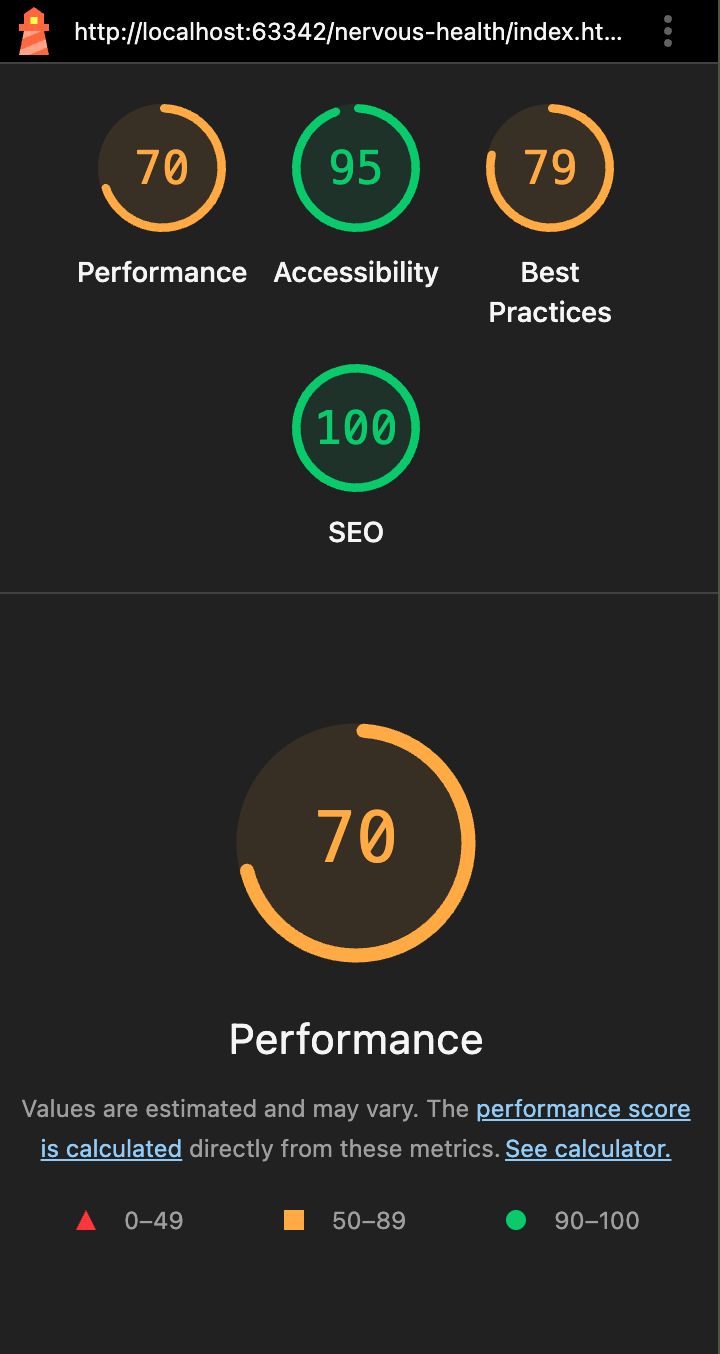 http://localhost:63342/nervous-health/index.ht...
70
95
79
Performance
Accessibility
Best
Practices
100
SEO
70
Performance
Values are estimated and may vary. The performance score
is calculated directly from these metrics. See calculator.
0–49
50–89
90–100